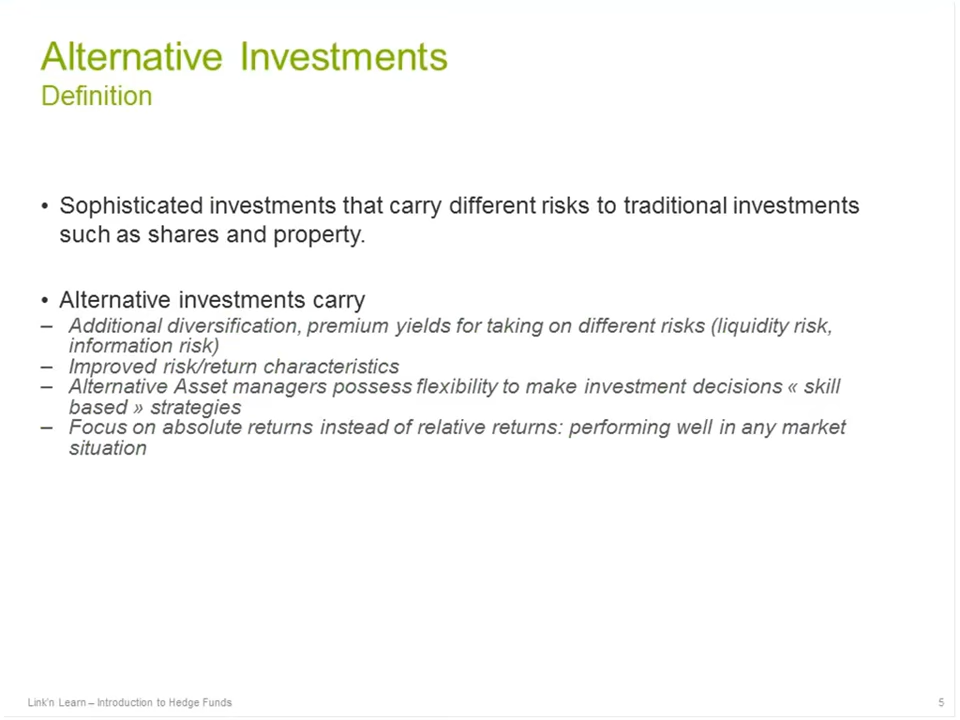 Alternative Investments
Definition
• Sophisticated investments that carry different risks to traditional investments
such as shares and property.
• Alternative investments carry
– Additional diversification, premium yields for taking on different risks (liquidity risk,
information risk)
– Improved risk/return characteristics
– Alternative Asset managers possess flexibility to make investment decisions « skill
based » strategies
– Focus on absolute returns instead of relative returns: performing well in any market
situation
Link'n Learn – Introduction to Hedge Funds
5